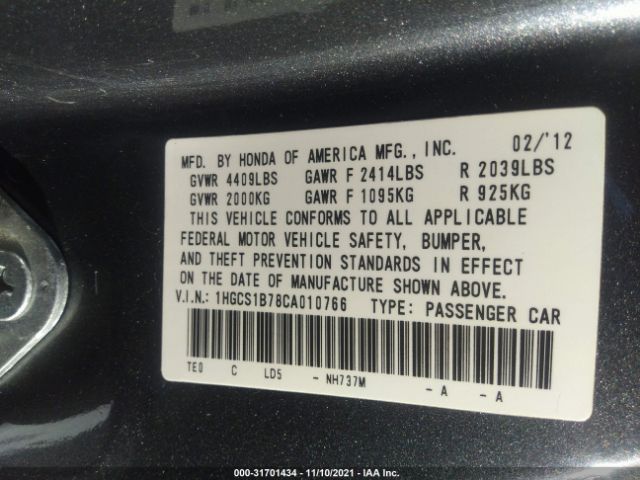 MFD. BY HONDA OF AMERICA MFG., INC. 02/'12
GVWR 4409LBS GAWR F 2414LBS R 2039LBS
GVWR 2000KG GAWR F 1095KG R 925KG
THIS VEHICLE CONFORMS TO ALL APPLICABLE
FEDERAL MOTOR VEHICLE SAFETY, BUMPER,
AND THEFT PREVENTION STANDARDS IN EFFECT
ON THE DATE OF MANUFACTURE SHOWN ABOVE.
V.I.N.: 1HGCS1B78CA010766 TYPE: PASSENGER CAR
TE0 C LD5 - NH737M - A - A
000-31701434 - 11/10/2021 - IAA Inc.